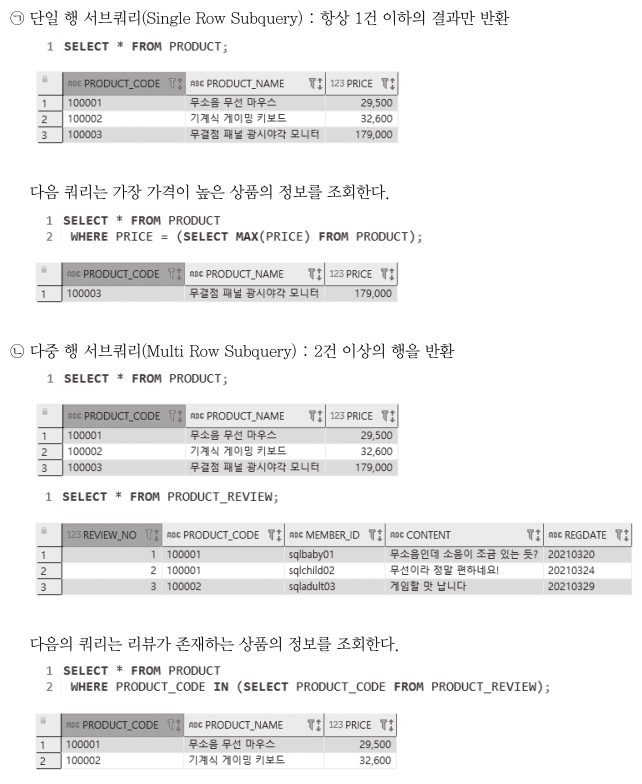 ㉠ 단일 행 서브쿼리(Single Row Subquery) : 항상 1건 이하의 결과만 반환
1 SELECT * FROM PRODUCT;
ABC PRODUCT_CODE ABC PRODUCT_NAME 123 PRICE
1 100001 무소음 무선 마우스 29,500
2 100002 기계식 게이밍 키보드 32,600
3 100003 무결점 패널 광시야각 모니터 179,000
다음 쿼리는 가장 가격이 높은 상품의 정보를 조회한다.
1 SELECT * FROM PRODUCT
2 WHERE PRICE = (SELECT MAX(PRICE) FROM PRODUCT);
ABC PRODUCT_CODE ABC PRODUCT_NAME 123 PRICE
1 100003 무결점 패널 광시야각 모니터 179,000
㉡ 다중 행 서브쿼리(Multi Row Subquery) : 2건 이상의 행을 반환
1 SELECT * FROM PRODUCT;
ABC PRODUCT_CODE ABC PRODUCT_NAME 123 PRICE
1 100001 무소음 무선 마우스 29,500
2 100002 기계식 게이밍 키보드 32,600
3 100003 무결점 패널 광시야각 모니터 179,000
1 SELECT * FROM PRODUCT_REVIEW;
123 REVIEW_NO ABC PRODUCT_CODE ABC MEMBER_ID ABC CONTENT ABC REGDATE
1 1 100001 sqlbaby01 무소음인데 소음이 조금 있는 듯? 20210320
2 2 100001 sqlchild02 무선이라 정말 편하네요! 20210324
3 3 100002 sqladult03 게임할 맛 납니다 20210329
다음의 쿼리는 리뷰가 존재하는 상품의 정보를 조회한다.
1 SELECT * FROM PRODUCT
2 WHERE PRODUCT_CODE IN (SELECT PRODUCT_CODE FROM PRODUCT_REVIEW);
ABC PRODUCT_CODE ABC PRODUCT_NAME 123 PRICE
1 100001 무소음 무선 마우스 29,500
2 100002 기계식 게이밍 키보드 32,600